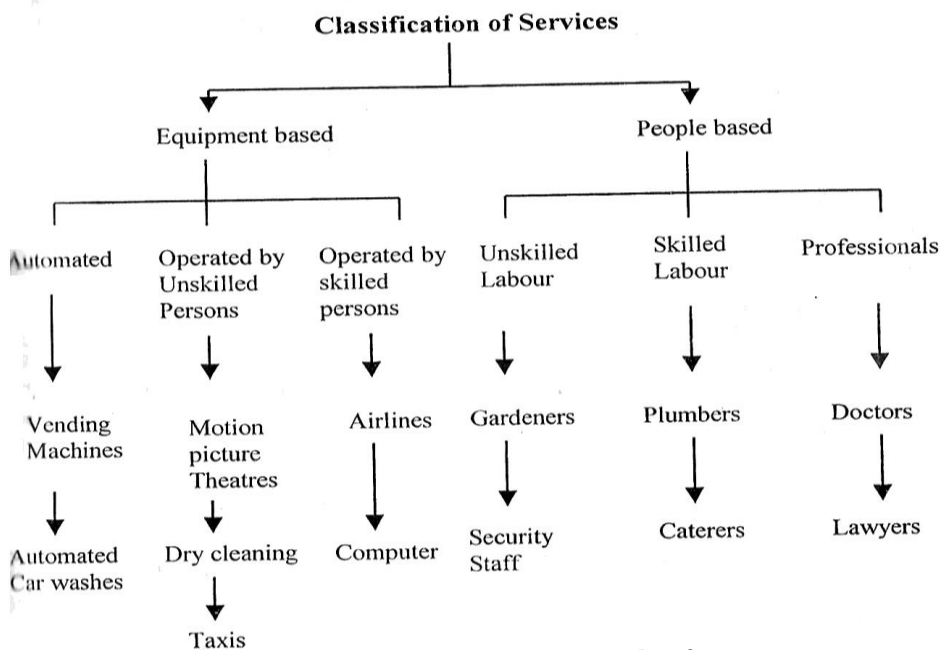 Classification of Services
Equipment based
People based
Automated
Operated by
Unskilled
Persons
Operated by
skilled
persons
Unskilled
Labour
Skilled
Labour
Professionals
Vending
Machines
Motion
picture
Theatres
Airlines
Gardeners
Plumbers
Doctors
Automated
Car washes
Dry cleaning
Computer
Security
Staff
Caterers
Lawyers
Taxis